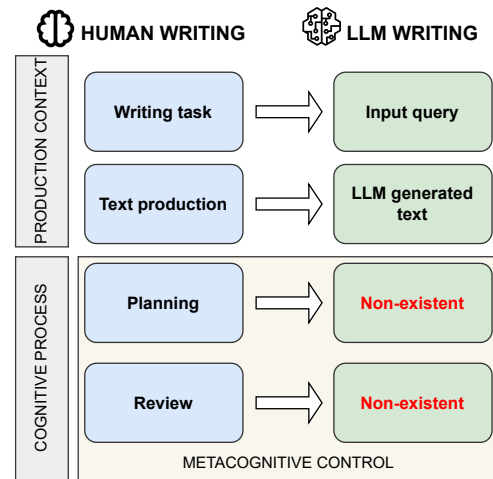 HUMAN WRITING
LLM WRITING
PRODUCTION CONTEXT
Writing task
Input query
Text production
LLM generated
text
COGNITIVE PROCESS
Planning
Non-existent
Review
Non-existent
METACOGNITIVE CONTROL